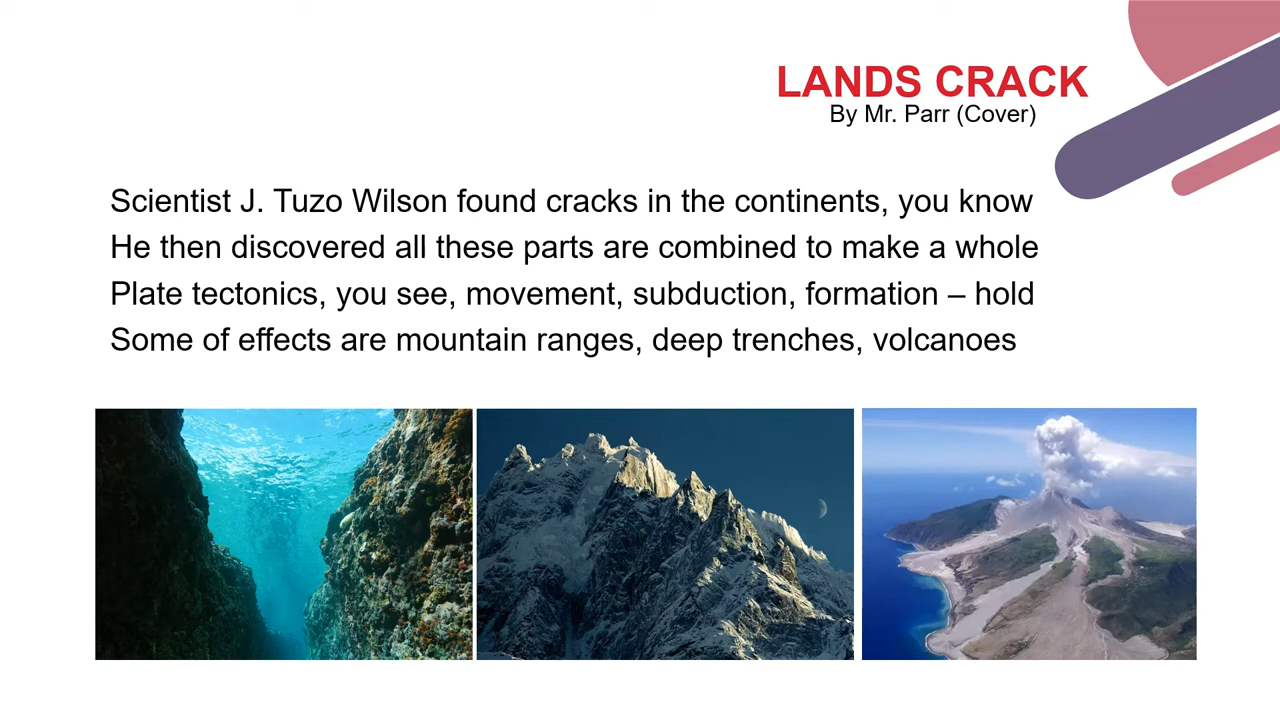 LANDS CRACK
By Mr. Parr (Cover)
Scientist J. Tuzo Wilson found cracks in the continents, you know
He then discovered all these parts are combined to make a whole
Plate tectonics, you see, movement, subduction, formation – hold
Some of effects are mountain ranges, deep trenches, volcanoes